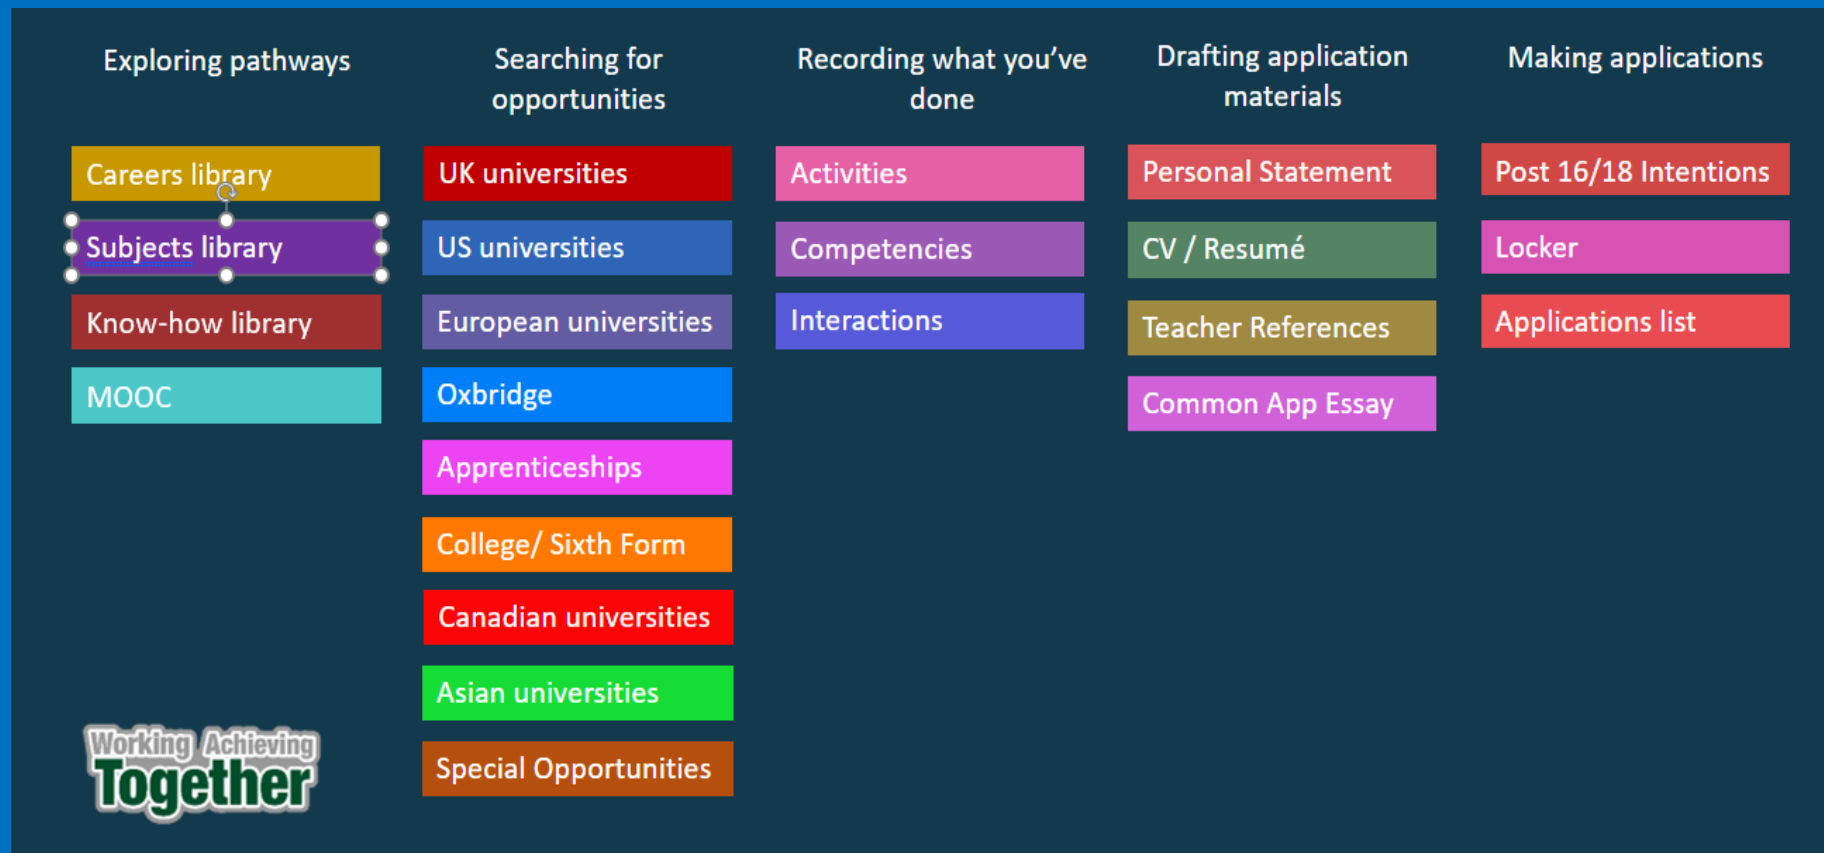 Exploring pathways
Careers library
Subjects library
Know-how library
MOOC
Searching for
opportunities
UK universities
US universities
European universities
Oxbridge
Apprenticeships
College/ Sixth Form
Canadian universities
Asian universities
Special Opportunities
Recording what you’ve
done
Activities
Competencies
Interactions
Drafting application
materials
Personal Statement
CV / Resumé
Teacher References
Common App Essay
Making applications
Post 16/18 Intentions
Locker
Applications list
Working Achieving
Together